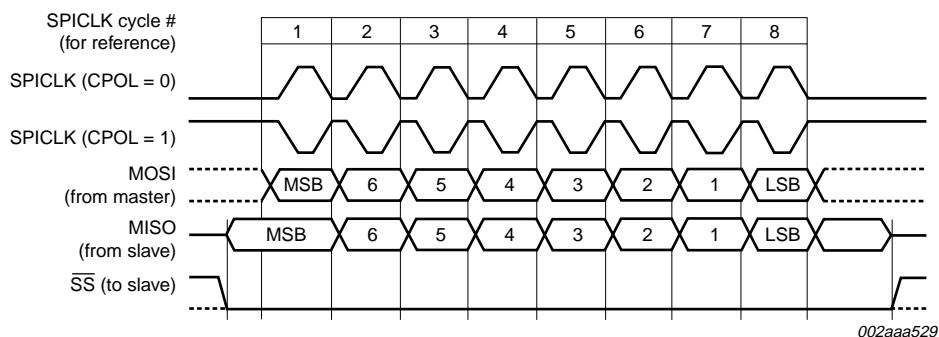 SPICLK cycle #
(for reference)
1 2 3 4 5 6 7 8
SPICLK (CPOL = 0)
SPICLK (CPOL = 1)
MOSI
(from master)
MSB 6 5 4 3 2 1 LSB
MISO
(from slave)
MSB 6 5 4 3 2 1 LSB
SS (to slave)
002aaa529